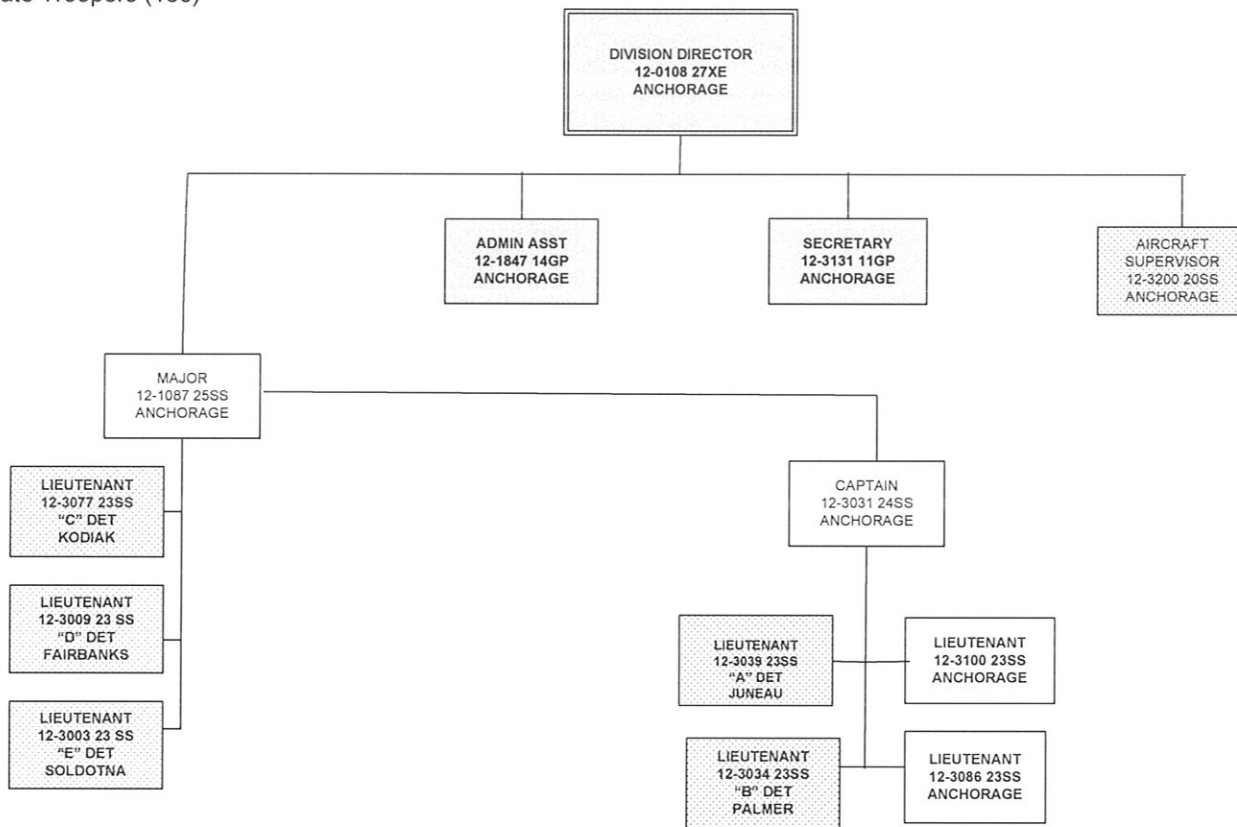 Troopers
DIVISION DIRECTOR
12-0108 27XE
ANCHORAGE
ADMIN ASST
12-1847 14GP
ANCHORAGE
SECRETARY
12-3131 11GP
ANCHORAGE
AIRCRAFT
SUPERVISOR
12-3200 20SS
ANCHORAGE
MAJOR
12-1087 25SS
ANCHORAGE
LIEUTENANT
12-3077 23SS
"C" DET
KODIAK
LIEUTENANT
12-3009 23 SS
"D" DET
FAIRBANKS
LIEUTENANT
12-3003 23 SS
"E" DET
SOLDOTNA
CAPTAIN
12-3031 24SS
ANCHORAGE
LIEUTENANT
12-3039 23SS
"A" DET
JUNEAU
LIEUTENANT
12-3100 23SS
ANCHORAGE
LIEUTENANT
12-3034 23SS
"B" DET
PALMER
LIEUTENANT
12-3086 23SS
ANCHORAGE